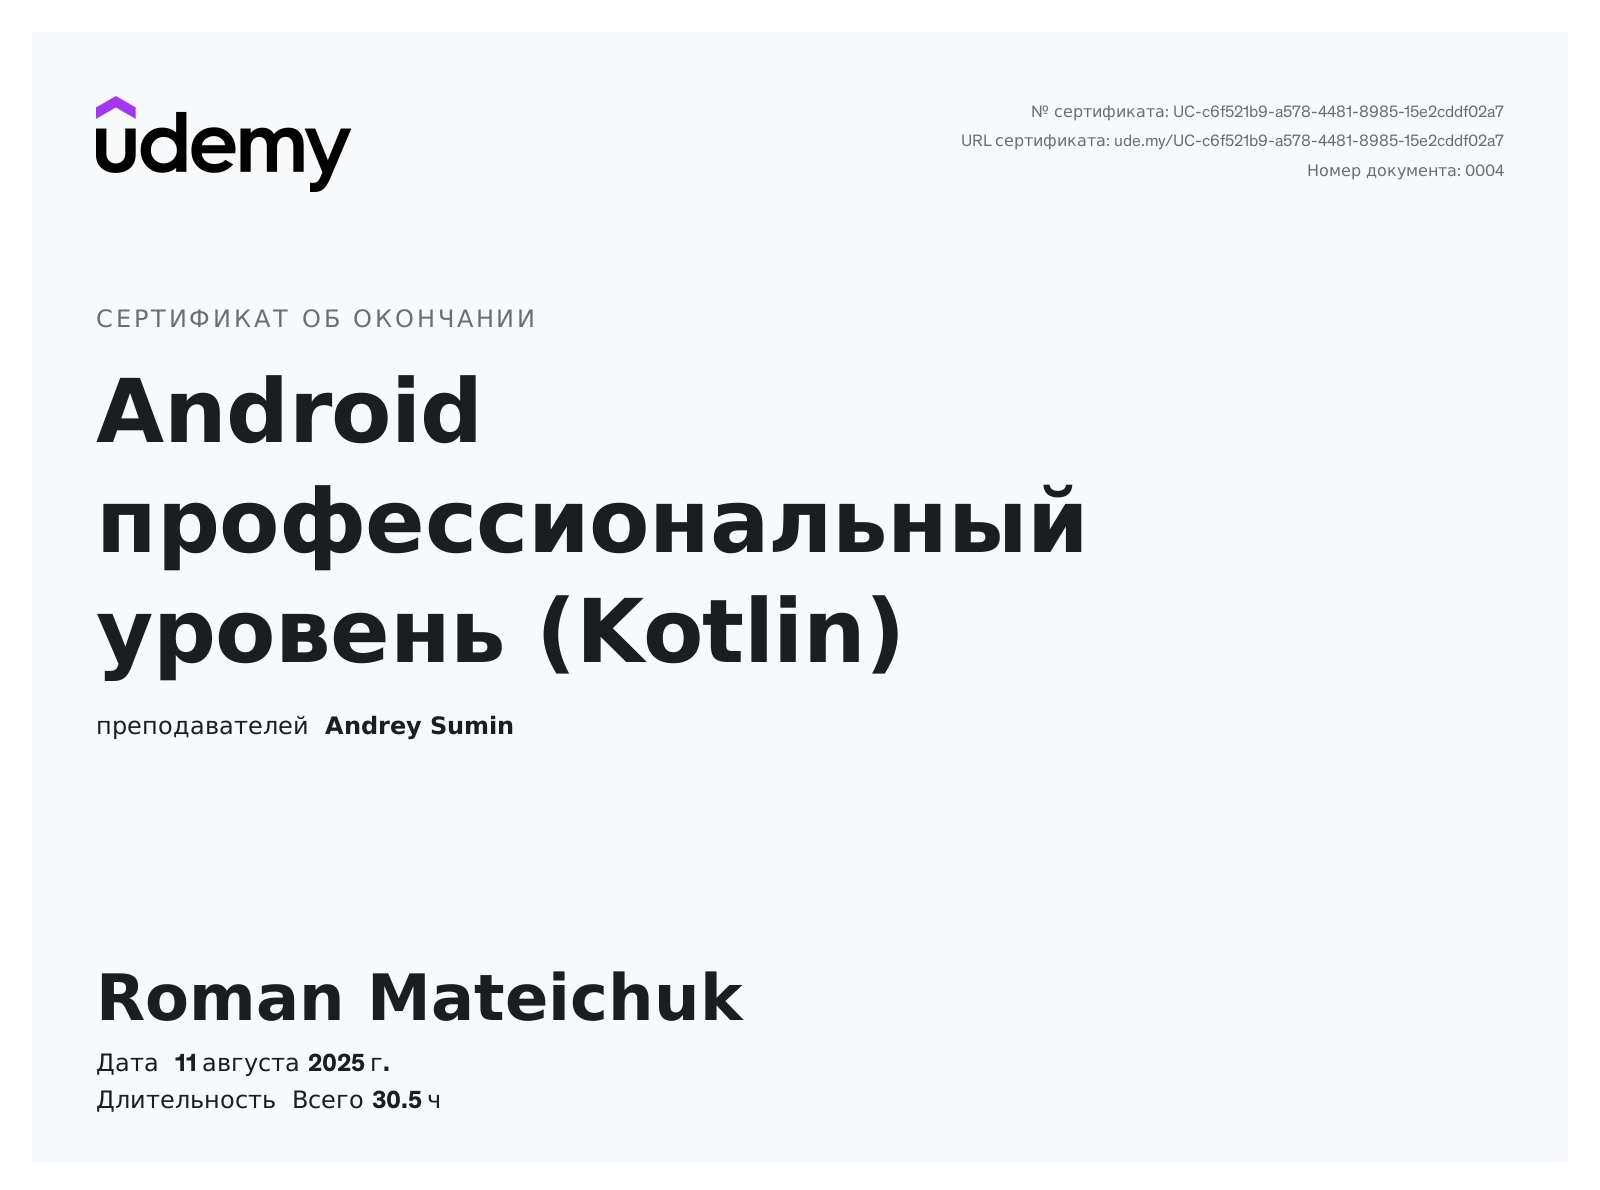 udemy
№ сертификата: UC-c6f521b9-a578-4481-8985-15e2cddf02a7
URL сертификата: ude.my/UC-c6f521b9-a578-4481-8985-15e2cddf02a7
Номер документа: 0004
СЕРТИФИКАТ ОБ ОКОНЧАНИИ
Android
профессиональный
уровень (Kotlin)
преподавателей Andrey Sumin
Roman Mateichuk
Дата 11 августа 2025 г.
Длительность Всего 30.5 ч